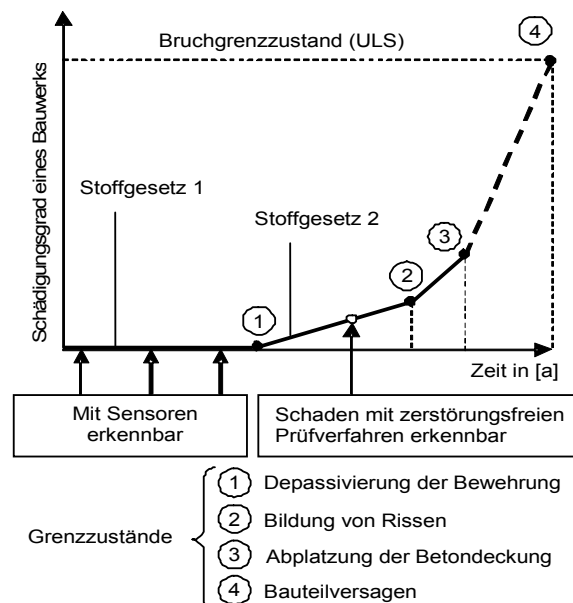 Bruchgrenzzustand (ULS)
4
Schädigungsgrad eines Bauwerks
Stoffgesetz 1
Stoffgesetz 2
3
2
1
Zeit in [a]
Mit Sensoren
erkennbar
Schaden mit zerstörungsfreien
Prüfverfahren erkennbar
Grenzzustände
1 Depassivierung der Bewehrung
2 Bildung von Rissen
3 Abplatzung der Betondeckung
4 Bauteilversagen